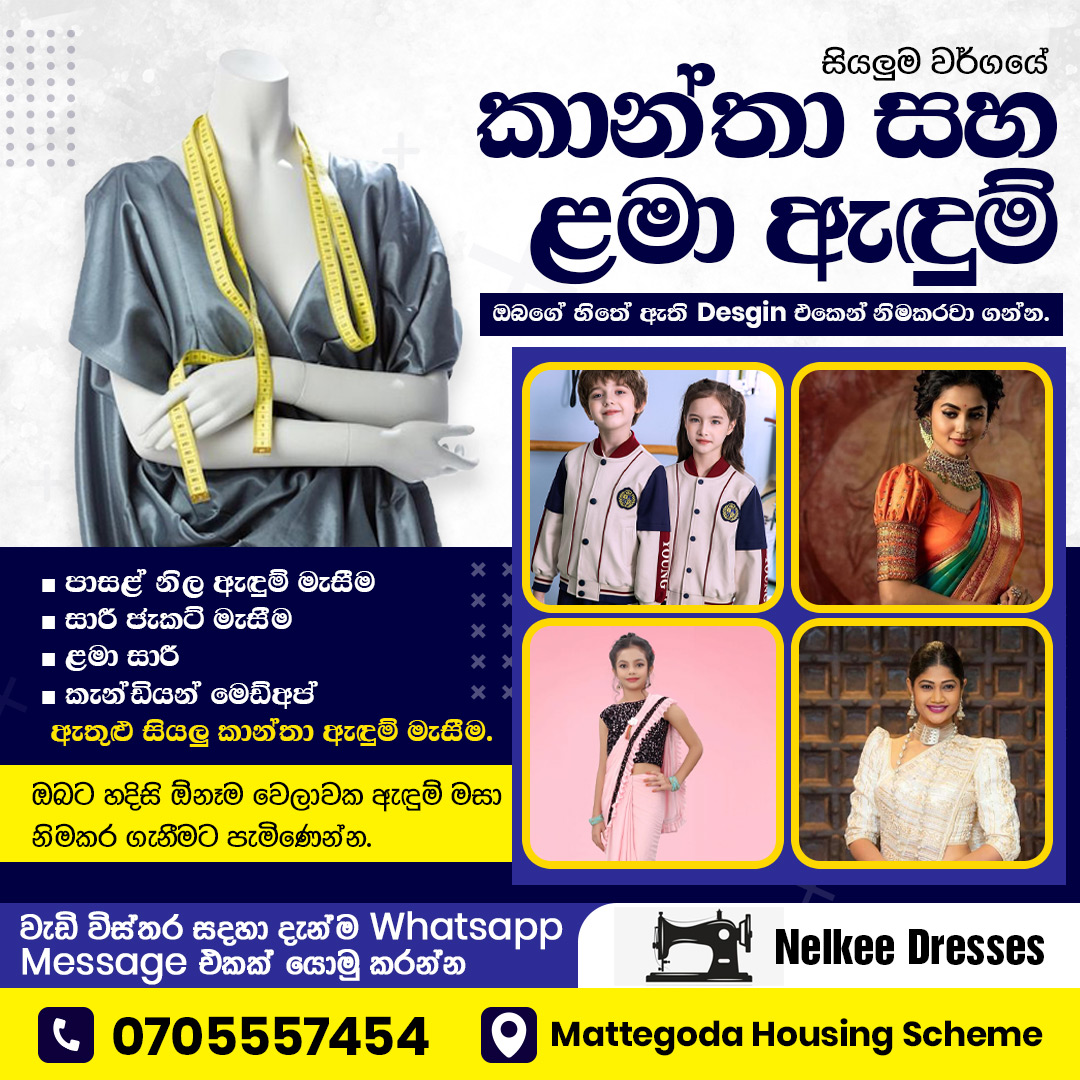 සියලුම වර්ගයේ
කාන්තා සහ
ළමා ඇඳුම්
ඔබගේ හිතේ ඇති Desgin එකෙන් නිමකරවා ගන්න.
පාසළ් නිල ඇඳුම් මැසීම
සාරී ජැකට් මැසීම
ළමා සාරී
කැන්ඩියන් මෙඩ්අප්
ඇතුළු සියලු කාන්තා ඇඳුම් මැසීම.
ඔබට හදිසි ඕනෑම වෙලාවක ඇඳුම් මසා
නිමකර ගැනීමට පැමිණෙන්න.
වැඩි විස්තර සදහා දැන්ම Whatsapp
Message එකක් යොමු කරන්න
Nelkee Dresses
0705557454
Mattegoda Housing Scheme